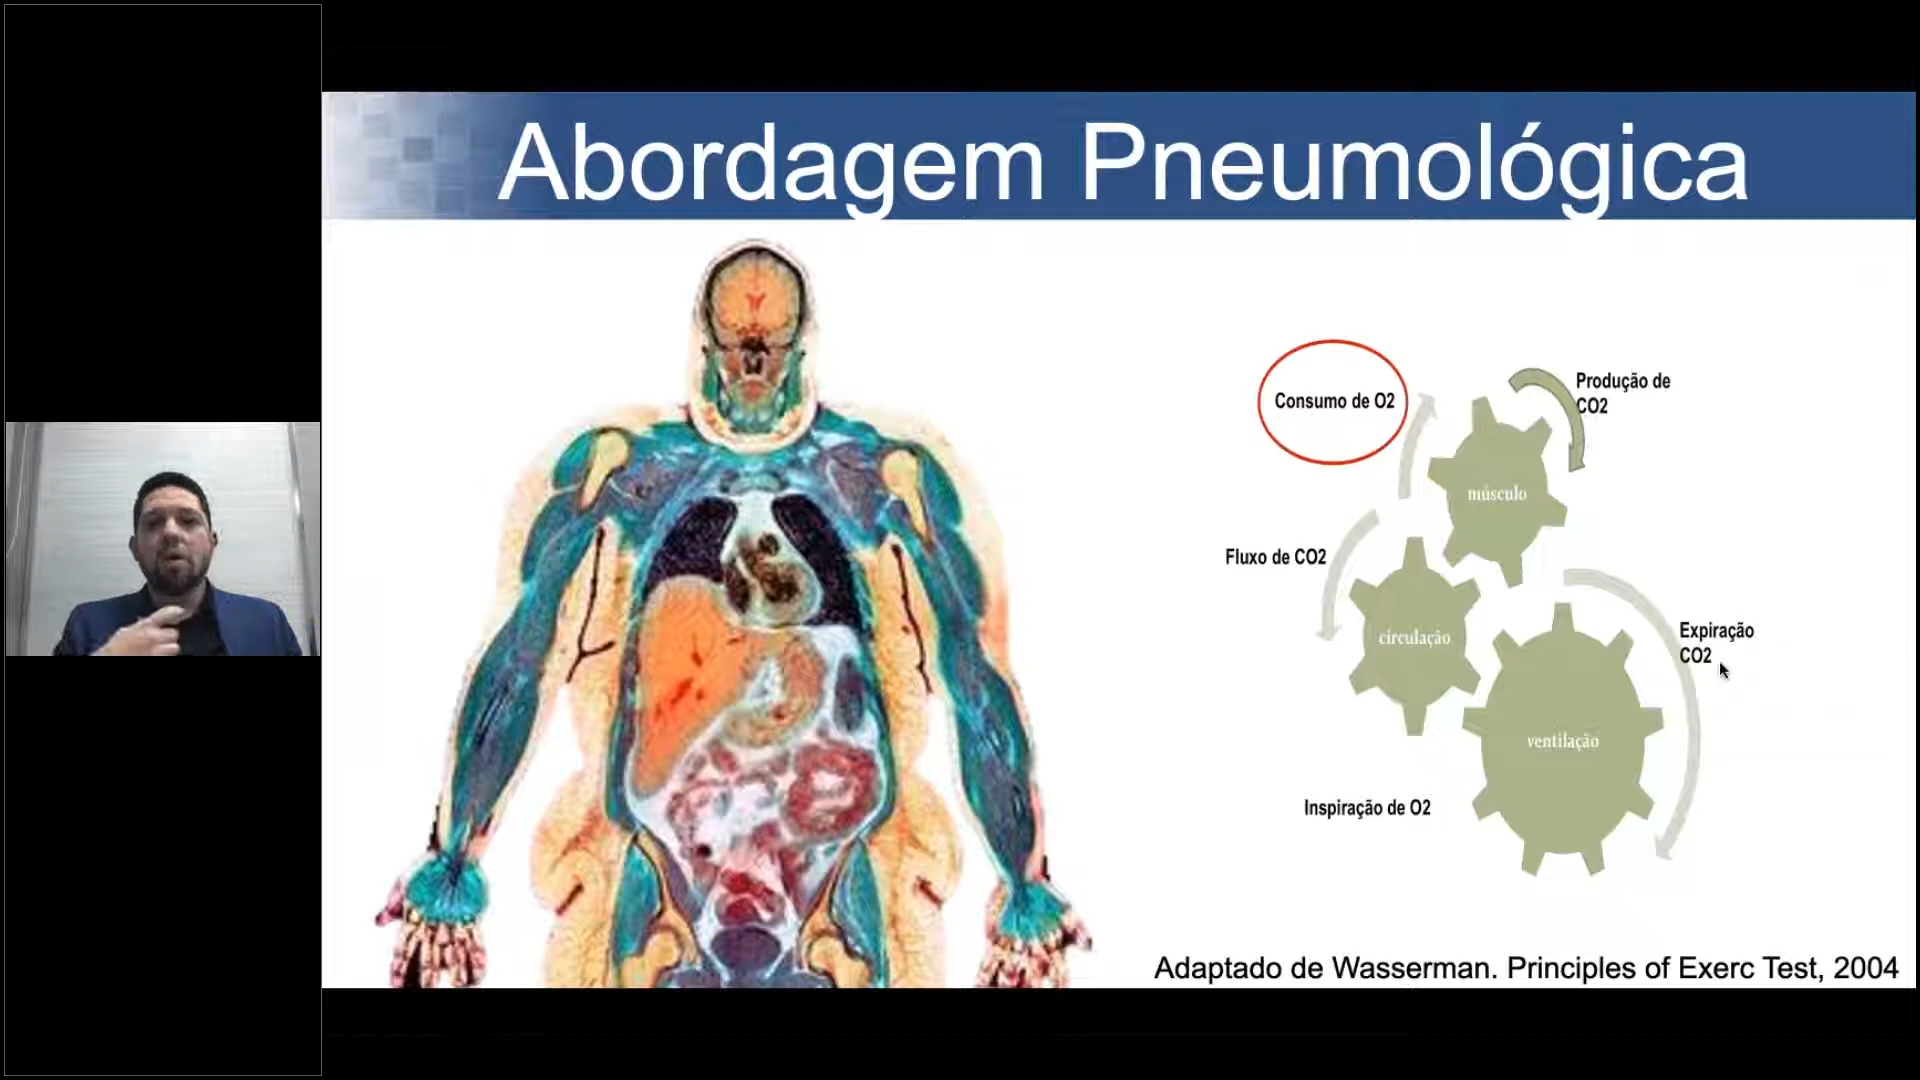 Abordagem Pneumológica
Consumo de O2
Produção de
CO2
músculo
Fluxo de CO2
circulação
Expiração
CO2
ventilação
Inspiração de O2
Adaptado de Wasserman. Principles of Exerc Test, 2004